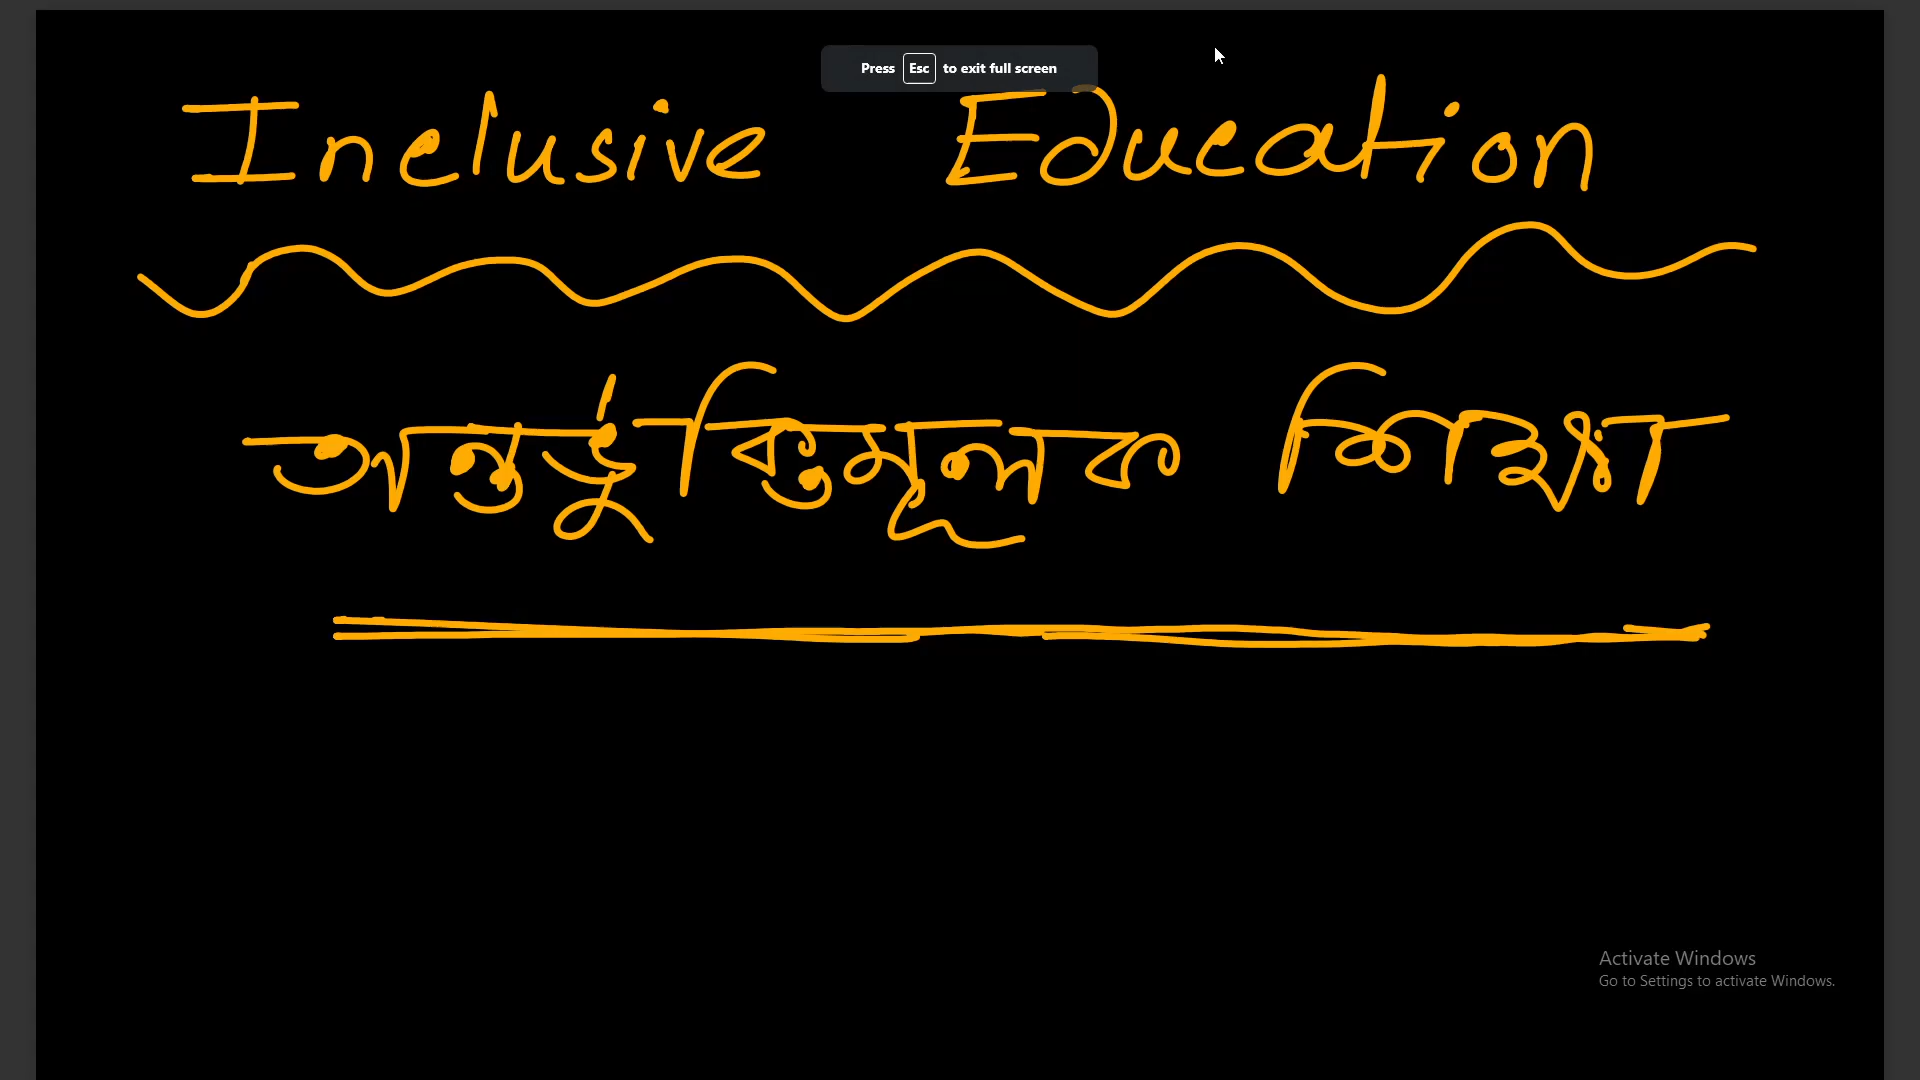 Press Esc to exit full screen
Inclusive Education
অন্তর্ভুক্তিমূলক শিক্ষা
Activate Windows
Go to Settings to activate Windows.